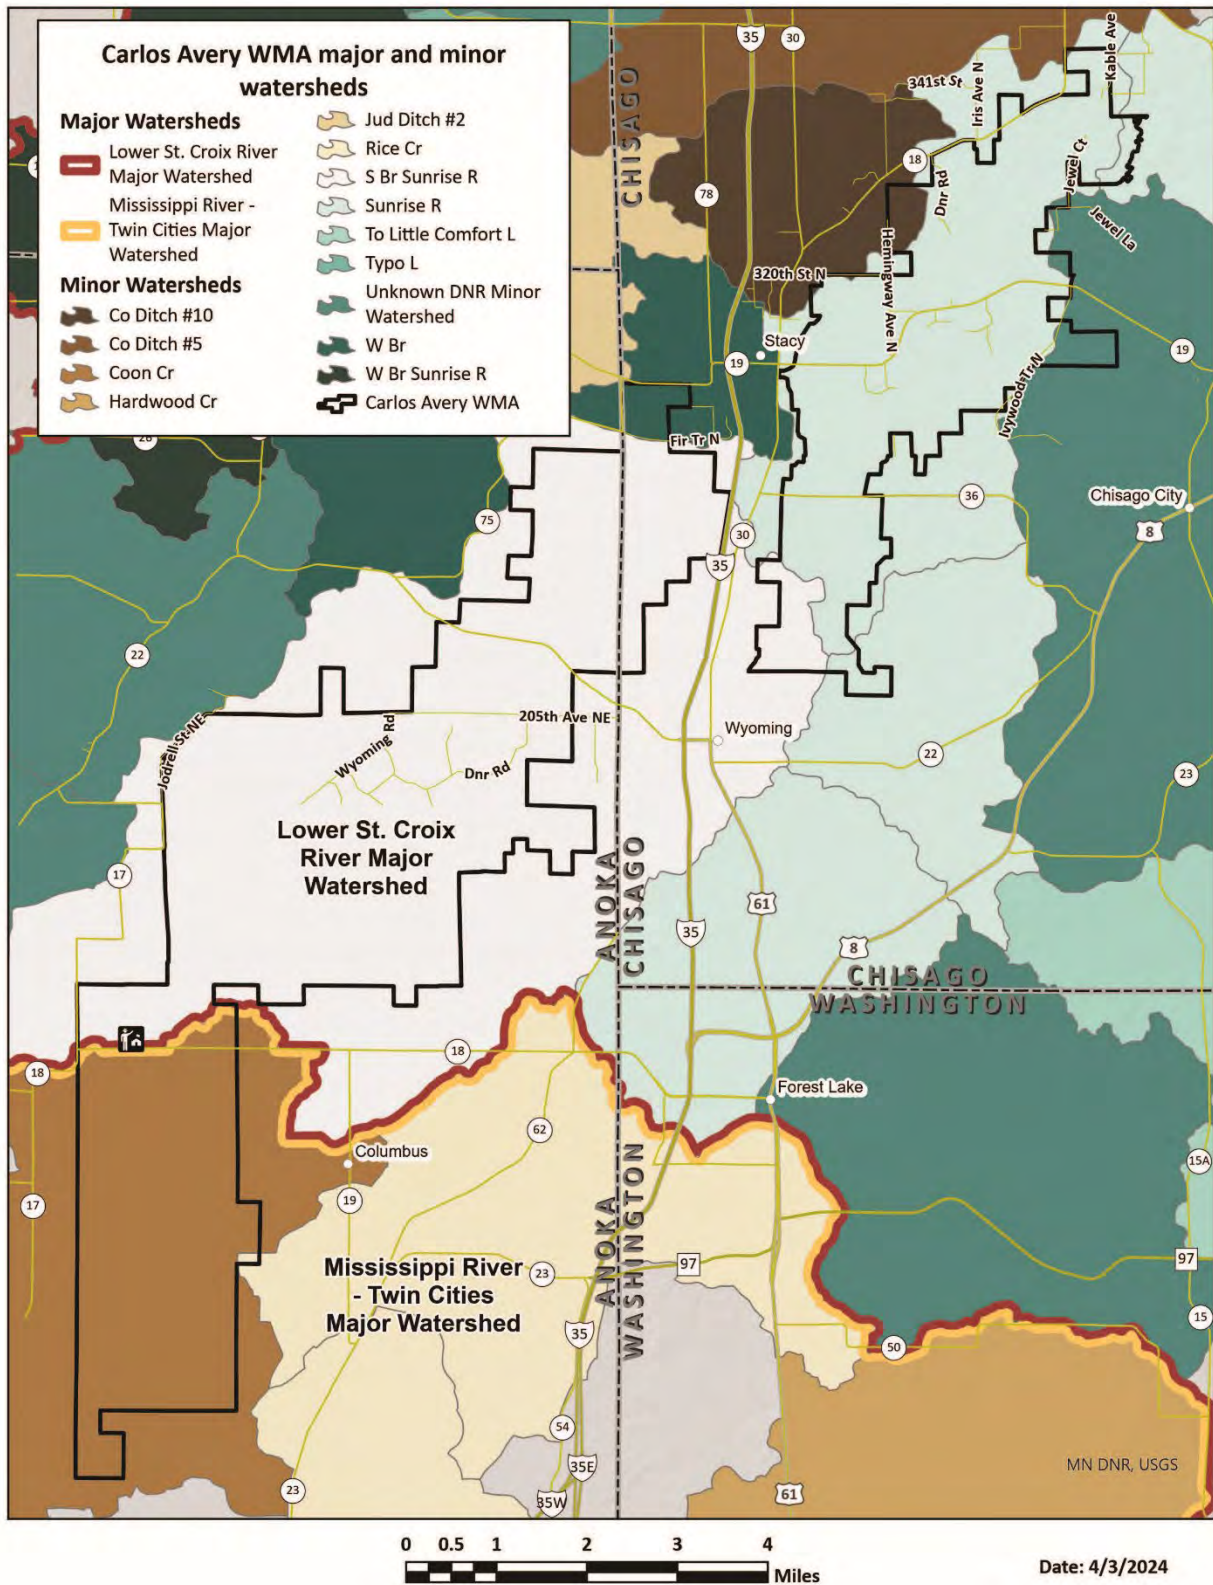 Carlos Avery WMA major and minor
watersheds
Major Watersheds
Lower St. Croix River
Major Watershed
Mississippi River -
Twin Cities Major
Watershed
Minor Watersheds
Co Ditch #10
Co Ditch #5
Coon Cr
Hardwood Cr
Jud Ditch #2
Rice Cr
S Br Sunrise R
Sunrise R
To Little Comfort L
Typo L
Unknown DNR Minor
Watershed
W Br
W Br Sunrise R
Carlos Avery WMA
35
30
CHISAGO
341st St
Iris Ave N
Kable Ave
18
78
Dnr Rd
Jewel Ct
Jewel La
320th St N
Hemingway Ave N
Stacy
19
19
Ivywood Tr N
Fir Tr N
36
Chisago City
8
75
30
35
22
205th Ave NE
Jodrell St NE
Wyoming Rd
Dnr Rd
Wyoming
22
23
Lower St. Croix
River Major
Watershed
17
ANOKA
CHISAGO
61
35
8
CHISAGO
WASHINGTON
18
18
Forest Lake
62
Columbus
15A
17
19
ANOKA
WASHINGTON
Mississippi River
- Twin Cities
Major Watershed
23
97
97
35
50
15
54
35E
23
35W
61
MN DNR, USGS
0 0.5 1 2 3 4
Miles
Date: 4/3/2024